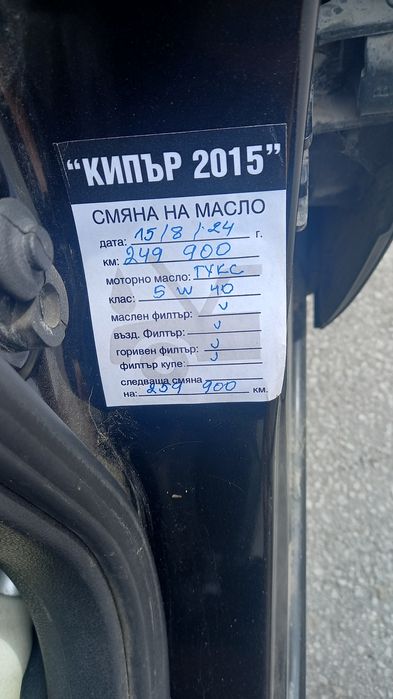 “КИПЪР 2015”
СМЯНА НА МАСЛО
дата: 15/8/.24 г.
км: 249 900
моторно масло: ГУКС
клас: 5 W 40
маслен филтър: V
възд. Филтър: V
горивен филтър: V
филтър купе: V
следваща смяна
на: 259 900 км.